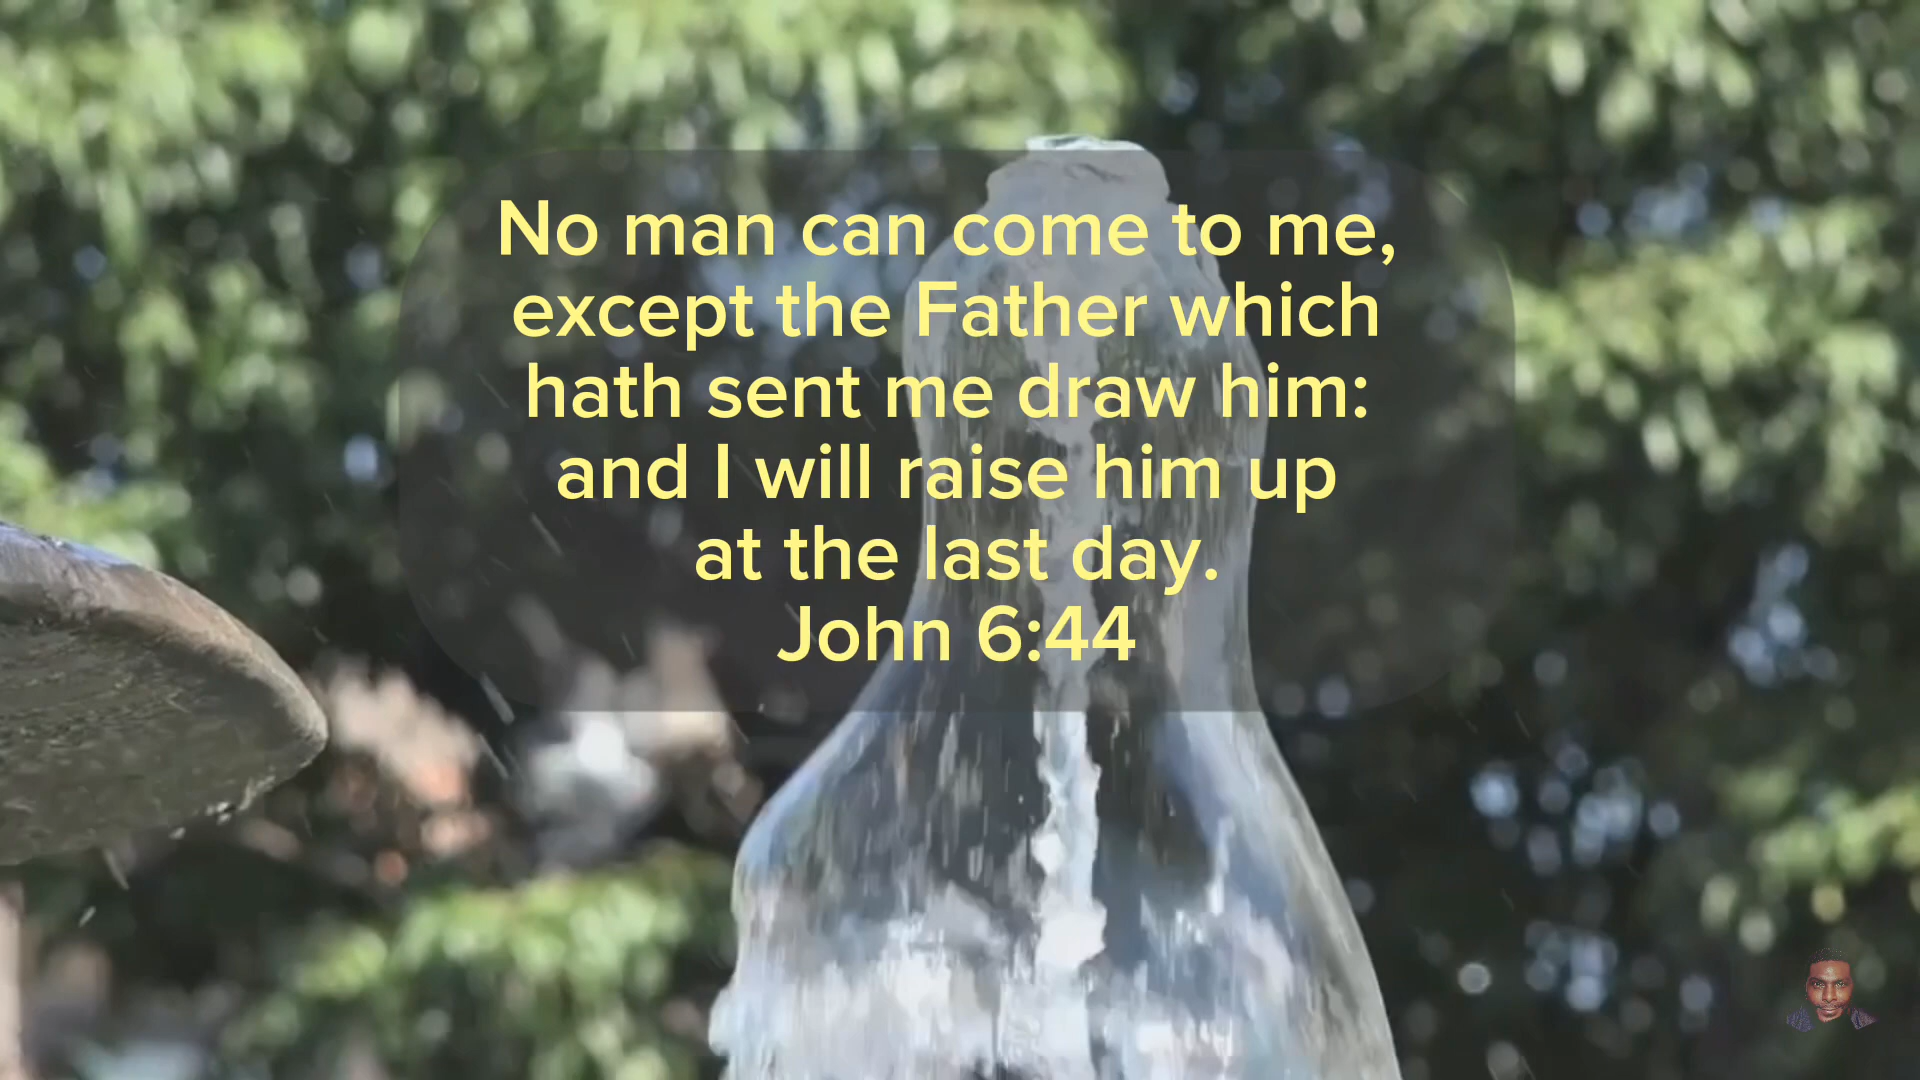 No man can come to me,
except the Father which
hath sent me draw him:
and I will raise him up
at the last day.
John 6:44